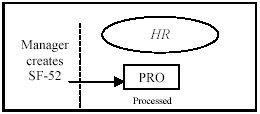 HR
Manager
creates
SF-52
PRO
Processed